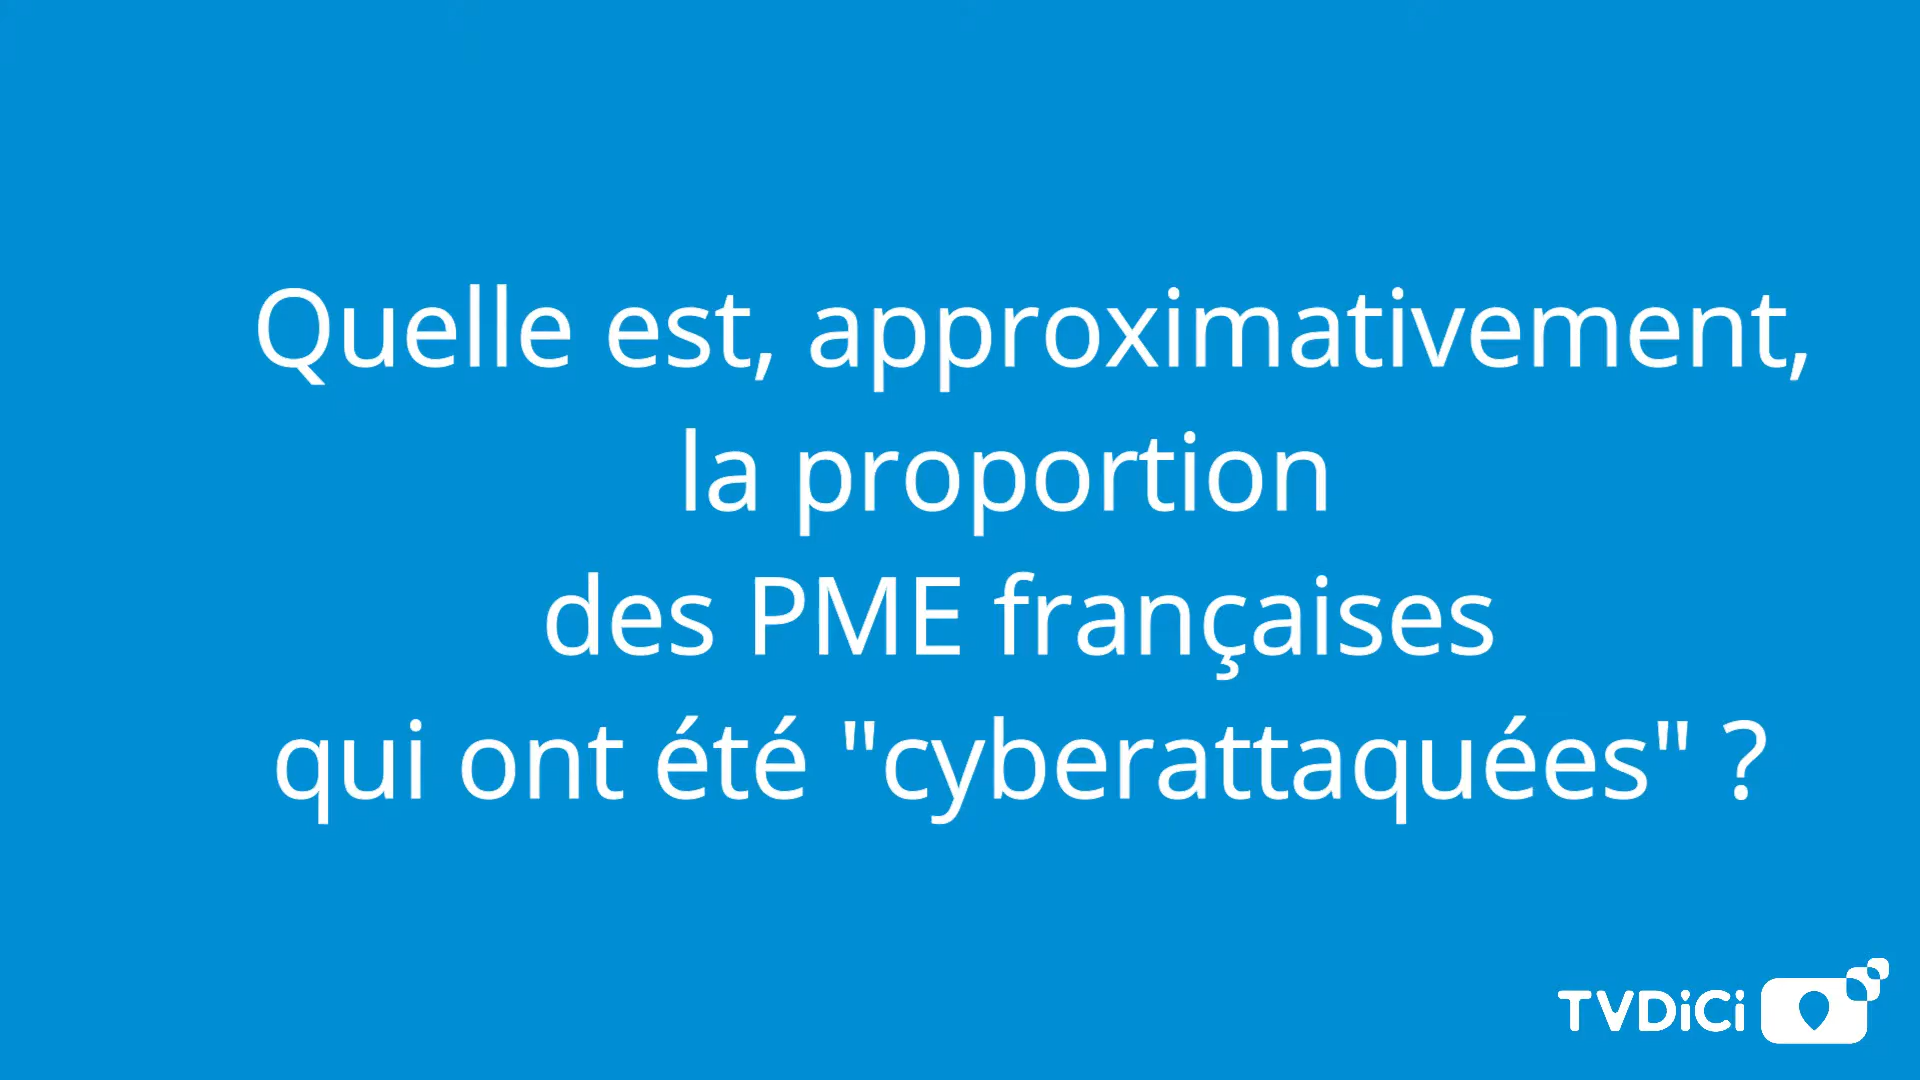 Quelle est, approximativement,
la proportion
des PME françaises
qui ont été "cyberattaquées" ?
TVDiCi